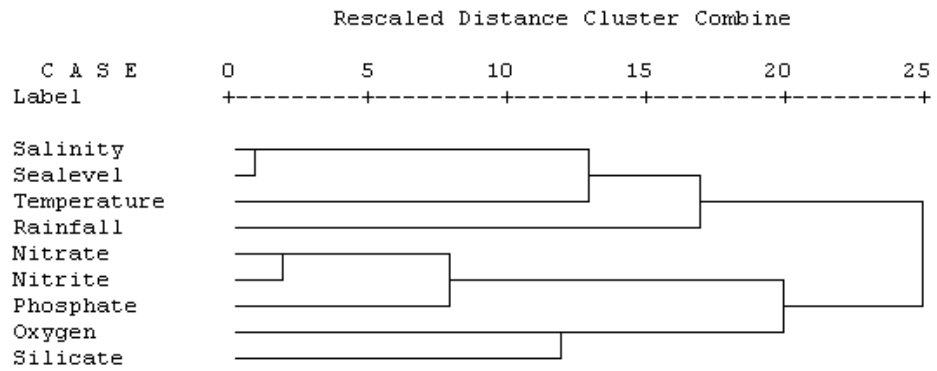 Rescaled Distance Cluster Combine
C A S E 0 5 10 15 20 25
Label +---------+---------+---------+---------+---------+
Salinity
Sealevel
Temperature
Rainfall
Nitrate
Nitrite
Phosphate
Oxygen
Silicate